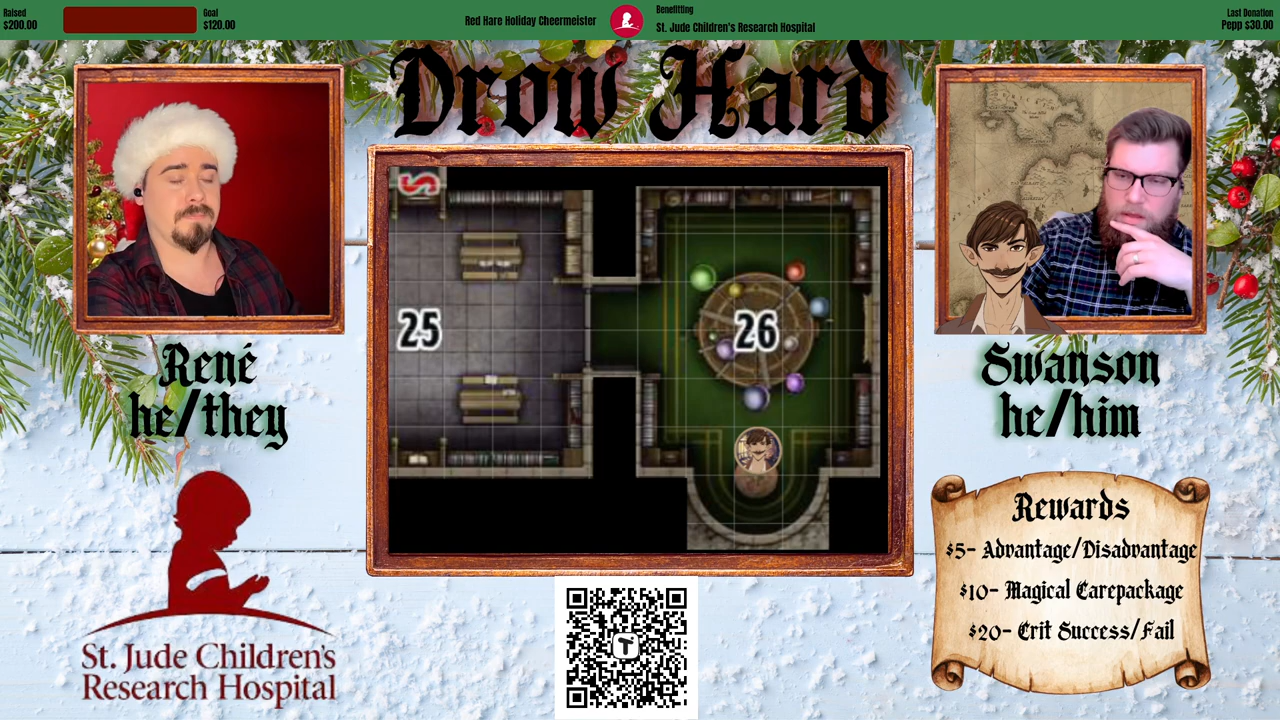 Raised
$200.00
Goal
$120.00
Red Hare Holiday Cheermeister
Benefitting
St. Jude Children's Research Hospital
Last Donation
Pepp $30.00
Drow Hard
S
25
26
René
he/they
Swanson
he/him
St. Jude Children's
Research Hospital
T
Rewards
$5- Advantage/Disadvantage
$10- Magical Carepackage
$20- Crit Success/Fail